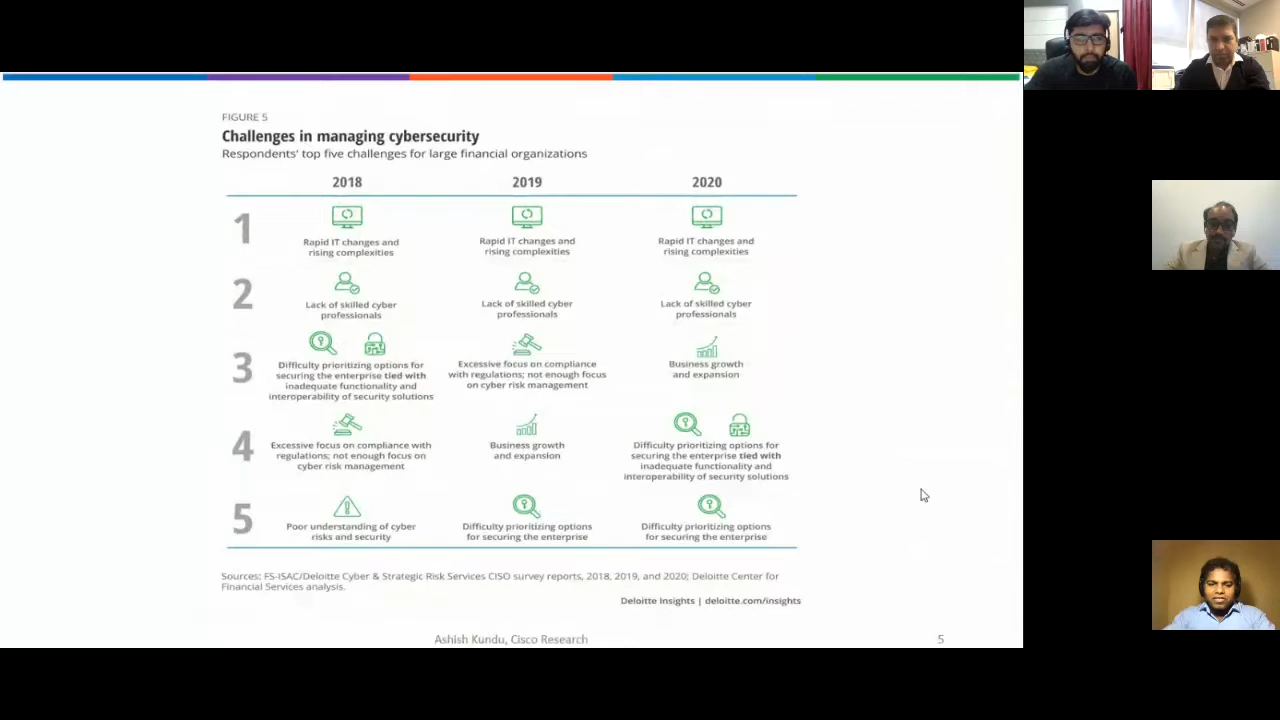 FIGURE 5
Challenges in managing cybersecurity
Respondents' top five challenges for large financial organizations
2018
2019
2020
1
Rapid IT changes and
rising complexities
Rapid IT changes and
rising complexities
Rapid IT changes and
rising complexities
2
Lack of skilled cyber
professionals
Lack of skilled cyber
professionals
Lack of skilled cyber
professionals
3
Difficulty prioritizing options for
securing the enterprise tied with
inadequate functionality and
interoperability of security solutions
Excessive focus on compliance
with regulations; not enough focus
on cyber risk management
Business growth
and expansion
4
Excessive focus on compliance with
regulations; not enough focus on
cyber risk management
Business growth
and expansion
Difficulty prioritizing options for
securing the enterprise tied with
inadequate functionality and
interoperability of security solutions
5
Poor understanding of cyber
risks and security
Difficulty prioritizing options
for securing the enterprise
Difficulty prioritizing options
for securing the enterprise
Sources: FS-ISAC/Deloitte Cyber & Strategic Risk Services CISO survey reports, 2018, 2019, and 2020; Deloitte Center for
Financial Services analysis.
Deloitte Insights | deloitte.com/insights
Ashish Kundu, Cisco Research
5